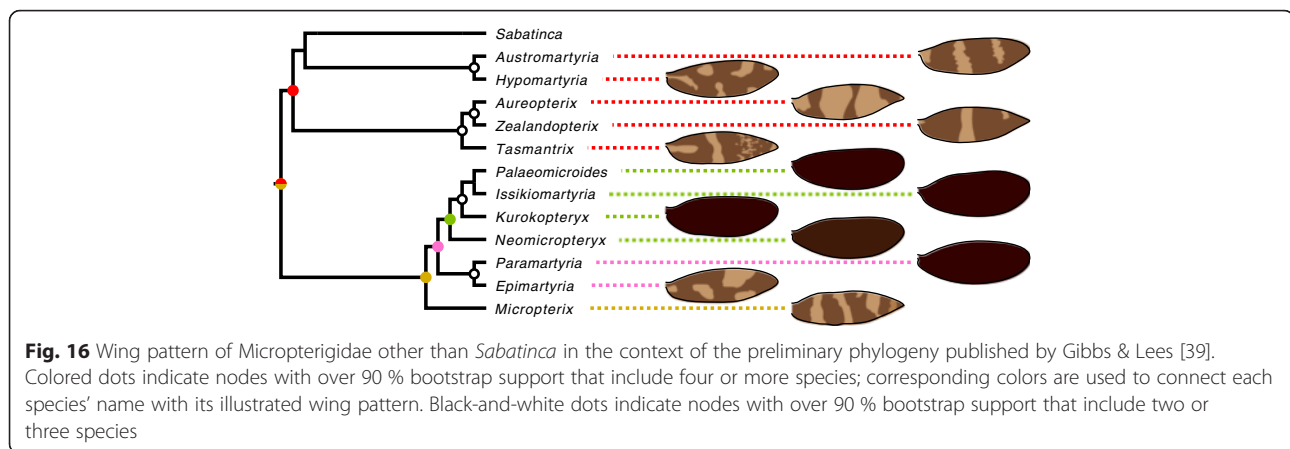 Sabatinca
Austromartyria
Hypomartyria
Aureopterix
Zealandopterix
Tasmantrix
Palaeomicroides
Issikiomartyria
Kurokopteryx
Neomicropteryx
Paramartyria
Epimartyria
Micropterix
Fig. 16 Wing pattern of Micropterigidae other than Sabatinca in the context of the preliminary phylogeny published by Gibbs & Lees [39].
Colored dots indicate nodes with over 90 % bootstrap support that include four or more species; corresponding colors are used to connect each
species' name with its illustrated wing pattern. Black-and-white dots indicate nodes with over 90 % bootstrap support that include two or
three species